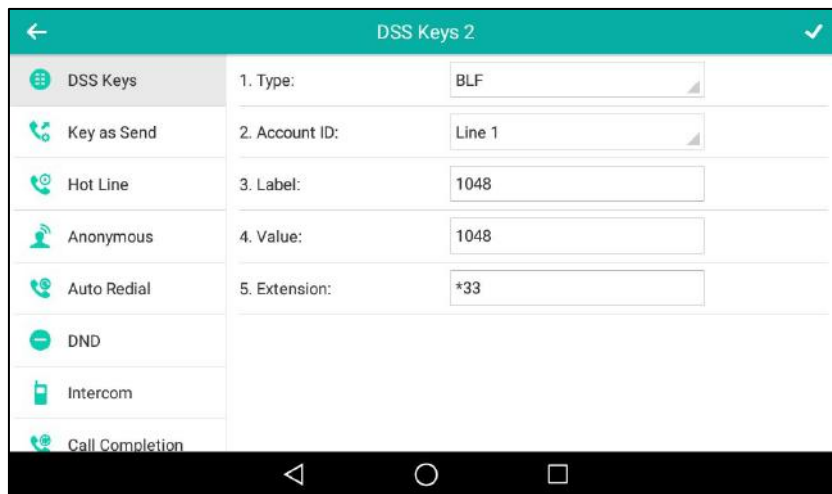 DSS Keys 2
DSS Keys
1. Type: BLF
Key as Send
2. Account ID: Line 1
Hot Line
3. Label: 1048
Anonymous
4. Value: 1048
Auto Redial
5. Extension: *33
DND
Intercom
Call Completion